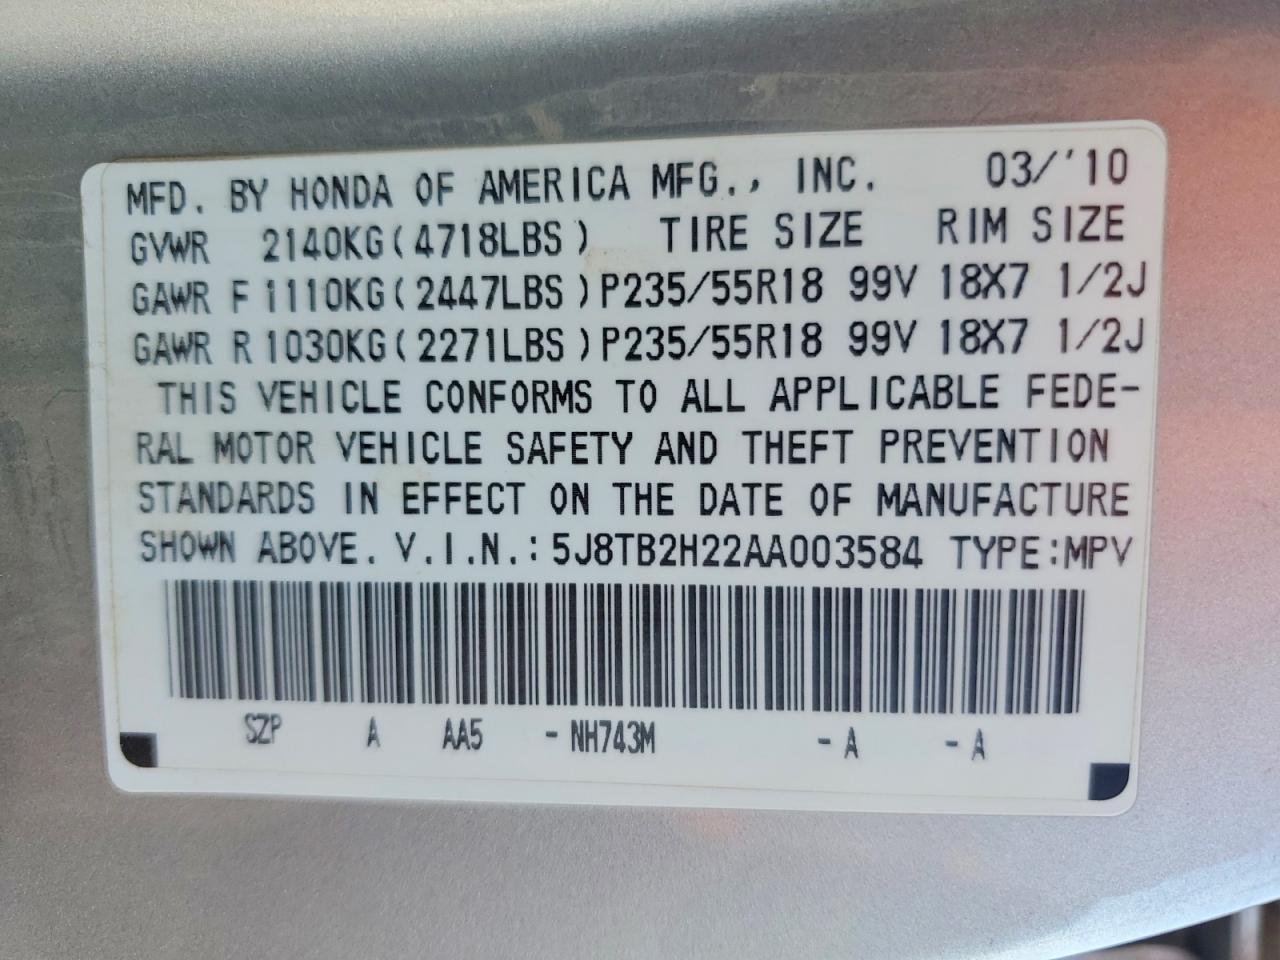 MFD. BY HONDA OF AMERICA MFG., INC. 03/'10
GVWR 2140KG(4718LBS) TIRE SIZE RIM SIZE
GAWR F 1110KG(2447LBS)P235/55R18 99V 18X7 1/2J
GAWR R 1030KG(2271LBS)P235/55R18 99V 18X7 1/2J
THIS VEHICLE CONFORMS TO ALL APPLICABLE FEDE-
RAL MOTOR VEHICLE SAFETY AND THEFT PREVENTION
STANDARDS IN EFFECT ON THE DATE OF MANUFACTURE
SHOWN ABOVE. V.I.N.: 5J8TB2H22AA003584 TYPE:MPV
SZP A AA5 - NH743M - A - A